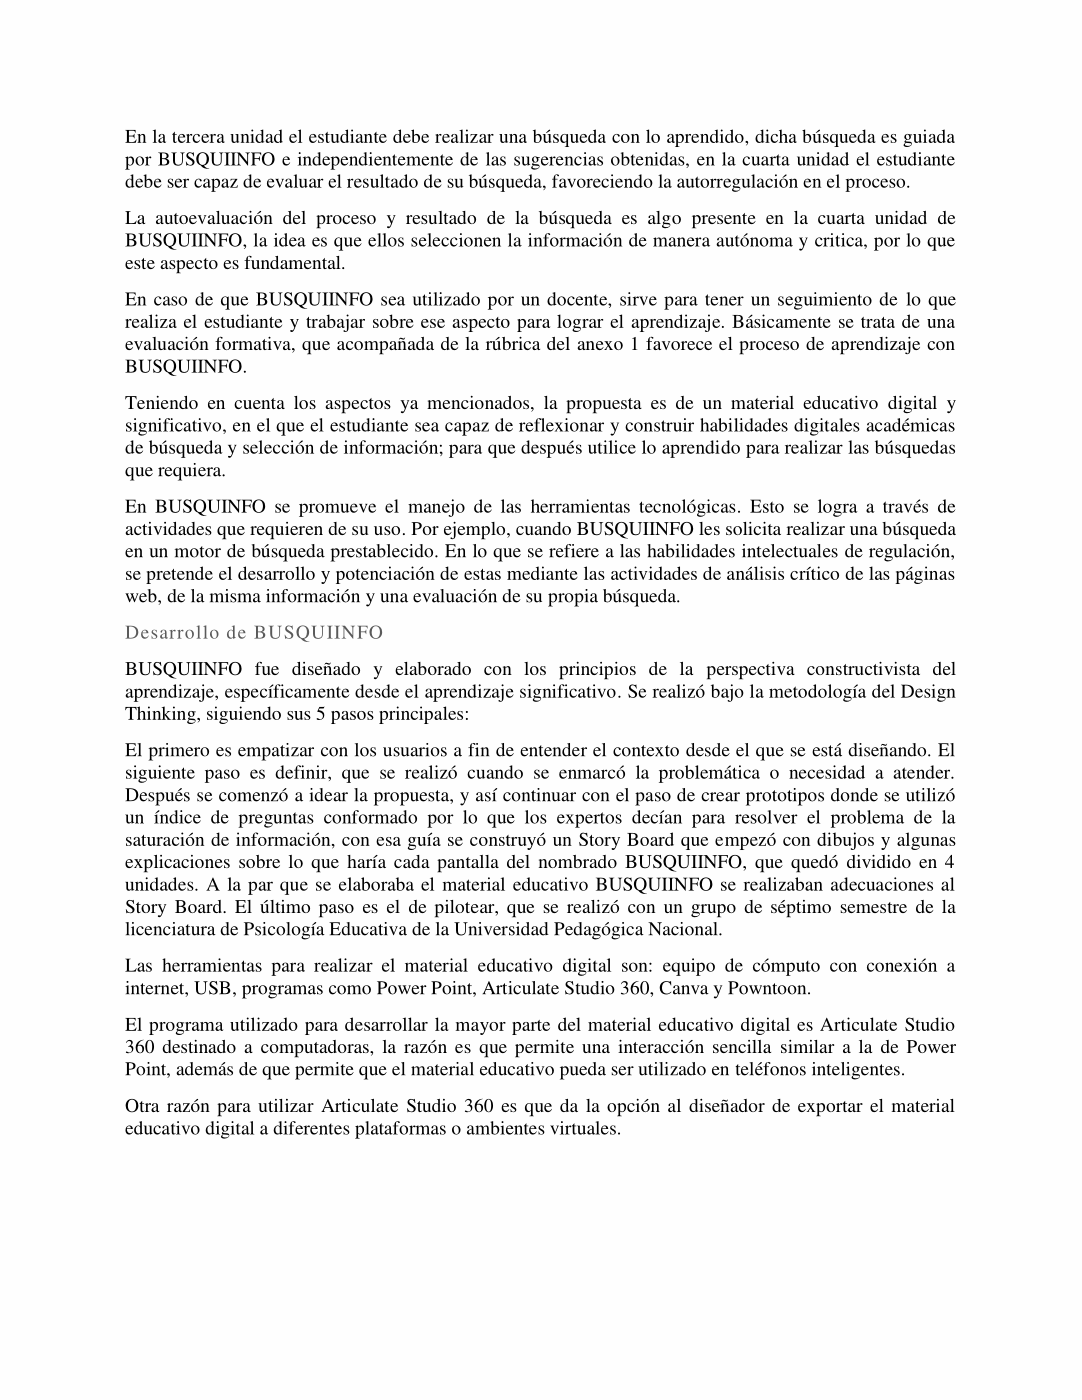 En la tercera unidad el estudiante debe realizar una búsqueda con lo aprendido, dicha búsqueda es guiada
por BUSQUIINFO e independientemente de las sugerencias obtenidas, en la cuarta unidad el estudiante
debe ser capaz de evaluar el resultado de su búsqueda, favoreciendo la autorregulación en el proceso.
La autoevaluación del proceso y resultado de la búsqueda es algo presente en la cuarta unidad de
BUSQUIINFO, la idea es que ellos seleccionen la información de manera autónoma y critica, por lo que
este aspecto es fundamental.
En caso de que BUSQUIINFO sea utilizado por un docente, sirve para tener un seguimiento de lo que
realiza el estudiante y trabajar sobre ese aspecto para lograr el aprendizaje. Básicamente se trata de una
evaluación formativa, que acompañada de la rúbrica del anexo 1 favorece el proceso de aprendizaje con
BUSQUIINFO.
Teniendo en cuenta los aspectos ya mencionados, la propuesta es de un material educativo digital y
significativo, en el que el estudiante sea capaz de reflexionar y construir habilidades digitales académicas
de búsqueda y selección de información; para que después utilice lo aprendido para realizar las búsquedas
que requiera.
En BUSQUINFO se promueve el manejo de las herramientas tecnológicas. Esto se logra a través de
actividades que requieren de su uso. Por ejemplo, cuando BUSQUIINFO les solicita realizar una búsqueda
en un motor de búsqueda prestablecido. En lo que se refiere a las habilidades intelectuales de regulación,
se pretende el desarrollo y potenciación de estas mediante las actividades de análisis crítico de las páginas
web, de la misma información y una evaluación de su propia búsqueda.
Desarrollo de BUSQUIINFO
BUSQUIINFO fue diseñado y elaborado con los principios de la perspectiva constructivista del
aprendizaje, específicamente desde el aprendizaje significativo. Se realizó bajo la metodología del Design
Thinking, siguiendo sus 5 pasos principales:
El primero es empatizar con los usuarios a fin de entender el contexto desde el que se está diseñando. El
siguiente paso es definir, que se realizó cuando se enmarcó la problemática o necesidad a atender.
Después se comenzó a idear la propuesta, y así continuar con el paso de crear prototipos donde se utilizó
un índice de preguntas conformado por lo que los expertos decían para resolver el problema de la
saturación de información, con esa guía se construyó un Story Board que empezó con dibujos y algunas
explicaciones sobre lo que haría cada pantalla del nombrado BUSQUIINFO, que quedó dividido en 4
unidades. A la par que se elaboraba el material educativo BUSQUIINFO se realizaban adecuaciones al
Story Board. El último paso es el de pilotear, que se realizó con un grupo de séptimo semestre de la
licenciatura de Psicología Educativa de la Universidad Pedagógica Nacional.
Las herramientas para realizar el material educativo digital son: equipo de cómputo con conexión a
internet, USB, programas como Power Point, Articulate Studio 360, Canva y Powntoon.
El programa utilizado para desarrollar la mayor parte del material educativo digital es Articulate Studio
360 destinado a computadoras, la razón es que permite una interacción sencilla similar a la de Power
Point, además de que permite que el material educativo pueda ser utilizado en teléfonos inteligentes.
Otra razón para utilizar Articulate Studio 360 es que da la opción al diseñador de exportar el material
educativo digital a diferentes plataformas o ambientes virtuales.